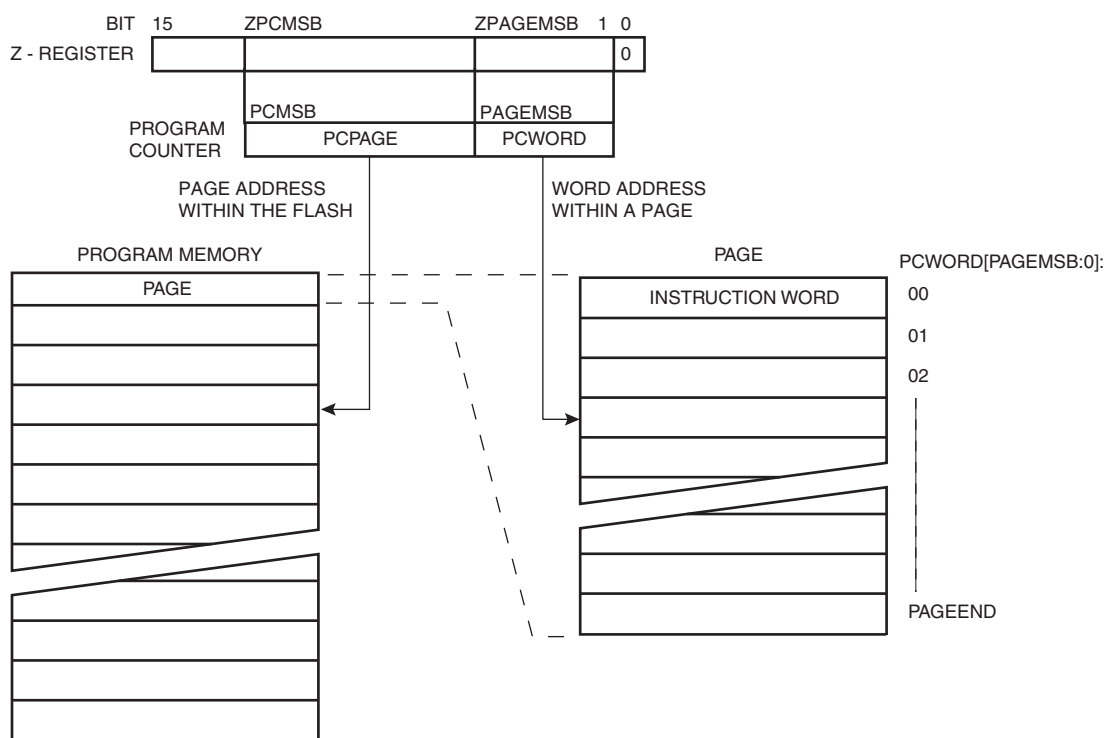 BIT 15 ZPCMSB ZPAGEMSB 1 0
Z - REGISTER 0
PCMSB PAGEMSB
PROGRAM
COUNTER
PCPAGE PCWORD
PAGE ADDRESS
WITHIN THE FLASH
WORD ADDRESS
WITHIN A PAGE
PROGRAM MEMORY
PAGE
PAGE
INSTRUCTION WORD
PCWORD[PAGEMSB:0]:
00
01
02
PAGEEND